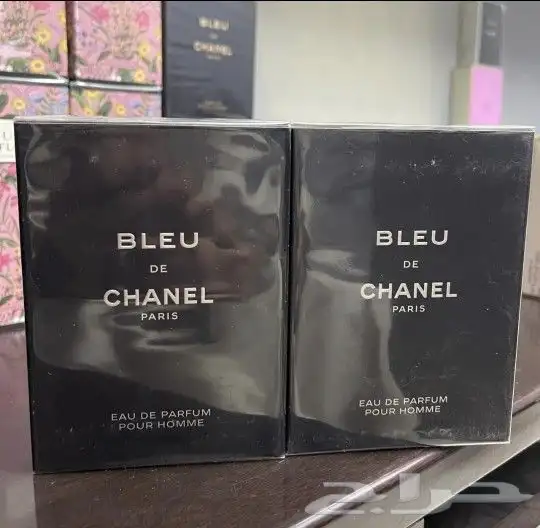 BLEU
DE
CHANEL
BLEU
DE
CHANEL
PARIS
EAU DE PARFUM
POUR HOMME
BLEU
DE
CHANEL
PARIS
EAU DE PARFUM
POUR HOMME
حراج